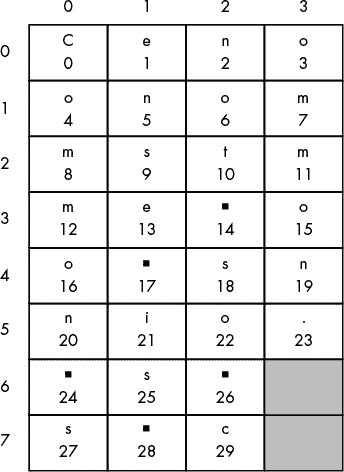 0 1 2 3
0 C e n o
0 1 2 3
1 o n o m
4 5 6 7
2 m s t m
8 9 10 11
3 m e ■ o
12 13 14 15
4 o ■ s n
16 17 18 19
5 n i o .
20 21 22 23
6 ■ s ■
24 25 26
7 s ■ c
27 28 29